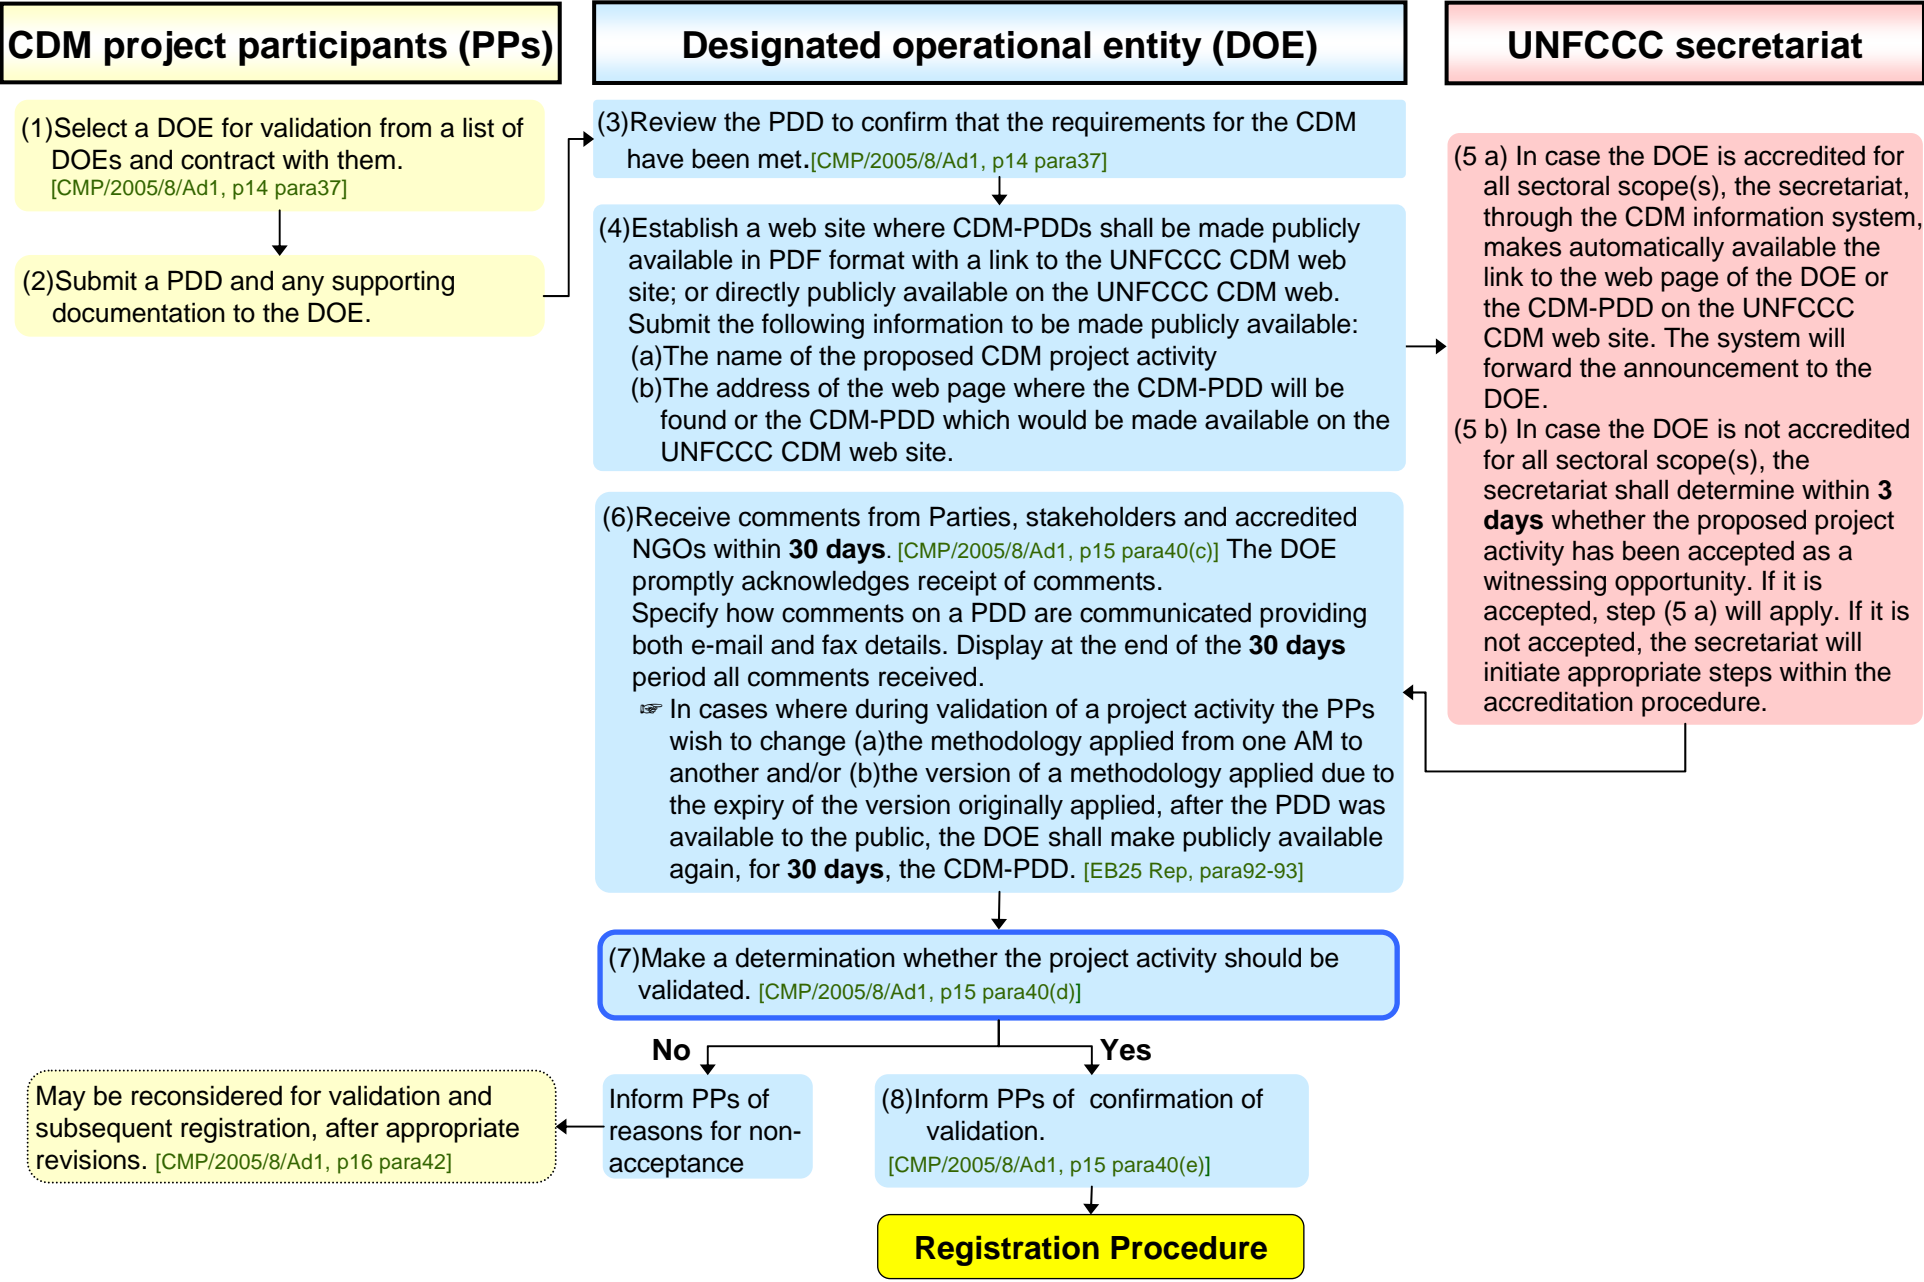 CDM project participants (PPs)
Designated operational entity (DOE)
UNFCCC secretariat
(1)Select a DOE for validation from a list of
DOEs and contract with them.
[CMP/2005/8/Ad1, p14 para37]
(2)Submit a PDD and any supporting
documentation to the DOE.
(3)Review the PDD to confirm that the requirements for the CDM
have been met.[CMP/2005/8/Ad1, p14 para37]
(4)Establish a web site where CDM-PDDs shall be made publicly
available in PDF format with a link to the UNFCCC CDM web
site; or directly publicly available on the UNFCCC CDM web.
Submit the following information to be made publicly available:
(a)The name of the proposed CDM project activity
(b)The address of the web page where the CDM-PDD will be
found or the CDM-PDD which would be made available on the
UNFCCC CDM web site.
(5 a) In case the DOE is accredited for
all sectoral scope(s), the secretariat,
through the CDM information system,
makes automatically available the
link to the web page of the DOE or
the CDM-PDD on the UNFCCC
CDM web site. The system will
forward the announcement to the
DOE.
(5 b) In case the DOE is not accredited
for all sectoral scope(s), the
secretariat shall determine within 3
days whether the proposed project
activity has been accepted as a
witnessing opportunity. If it is
accepted, step (5 a) will apply. If it is
not accepted, the secretariat will
initiate appropriate steps within the
accreditation procedure.
(6)Receive comments from Parties, stakeholders and accredited
NGOs within 30 days. [CMP/2005/8/Ad1, p15 para40(c)] The DOE
promptly acknowledges receipt of comments.
Specify how comments on a PDD are communicated providing
both e-mail and fax details. Display at the end of the 30 days
period all comments received.
☞ In cases where during validation of a project activity the PPs
wish to change (a)the methodology applied from one AM to
another and/or (b)the version of a methodology applied due to
the expiry of the version originally applied, after the PDD was
available to the public, the DOE shall make publicly available
again, for 30 days, the CDM-PDD. [EB25 Rep, para92-93]
(7)Make a determination whether the project activity should be
validated. [CMP/2005/8/Ad1, p15 para40(d)]
No
Yes
May be reconsidered for validation and
subsequent registration, after appropriate
revisions. [CMP/2005/8/Ad1, p16 para42]
Inform PPs of
reasons for non-
acceptance
(8)Inform PPs of confirmation of
validation.
[CMP/2005/8/Ad1, p15 para40(e)]
Registration Procedure